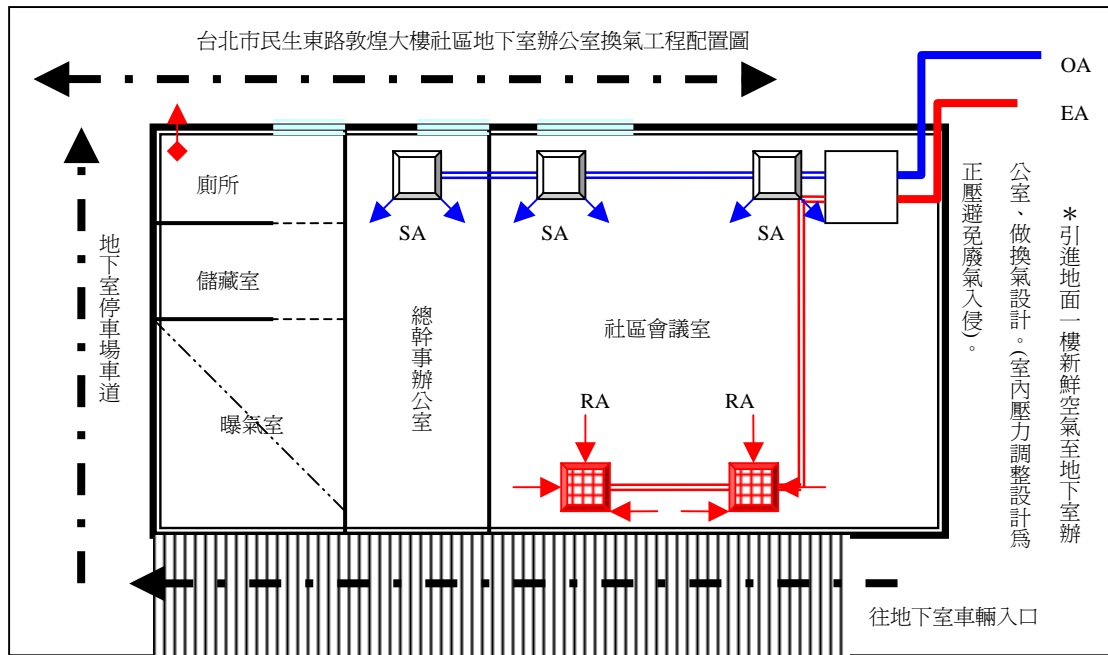 台北市民生東路敦煌大樓社區地下室辦公室換氣工程配置圖
OA
EA
廁所
儲藏室
曝氣室
地下室停車場車道
SA
SA
SA
總幹事辦公室
社區會議室
RA
RA
＊引進地面一樓新鮮空氣至地下室辦
公室、做換氣設計。(室內壓力調整設計為
正壓避免廢氣入侵)。
往地下室車輛入口